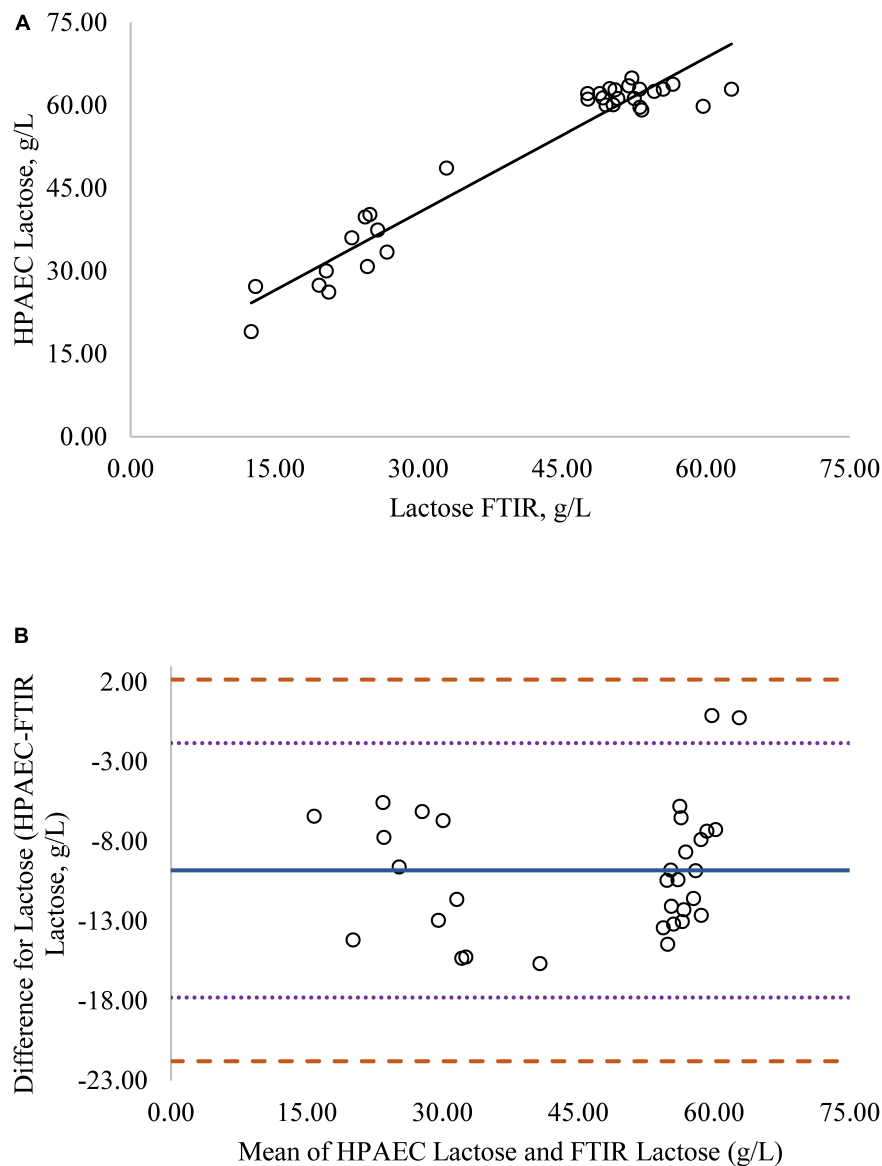 A
75.00
60.00
45.00
30.00
15.00
0.00
HPAEC Lactose, g/L
0.00 15.00 30.00 45.00 60.00 75.00
Lactose FTIR, g/L
B
2.00
-3.00
-8.00
-13.00
-18.00
-23.00
Difference for Lactose (HPAEC-FTIR
Lactose, g/L)
0.00 15.00 30.00 45.00 60.00 75.00
Mean of HPAEC Lactose and FTIR Lactose (g/L)